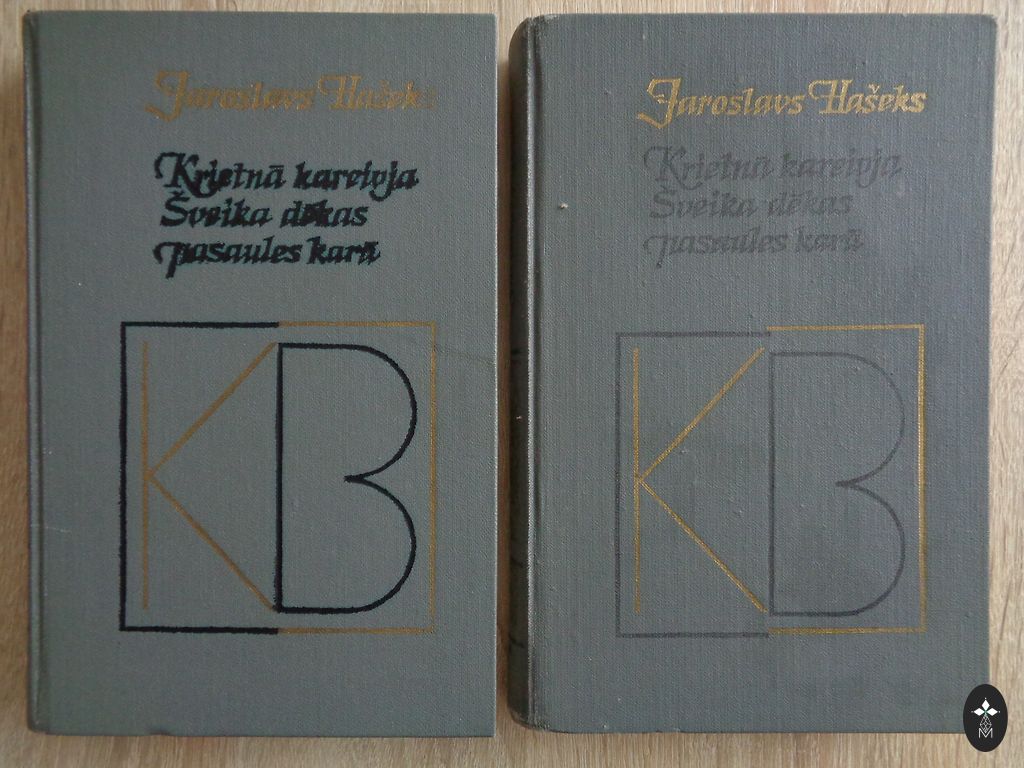 Jaroslavs Hašeks
Krietnā kareivja
Šveika dēkas
pasaules karā
KB
Jaroslavs Hašeks
Krietnā kareivja
Šveika dēkas
pasaules karā
KB
M